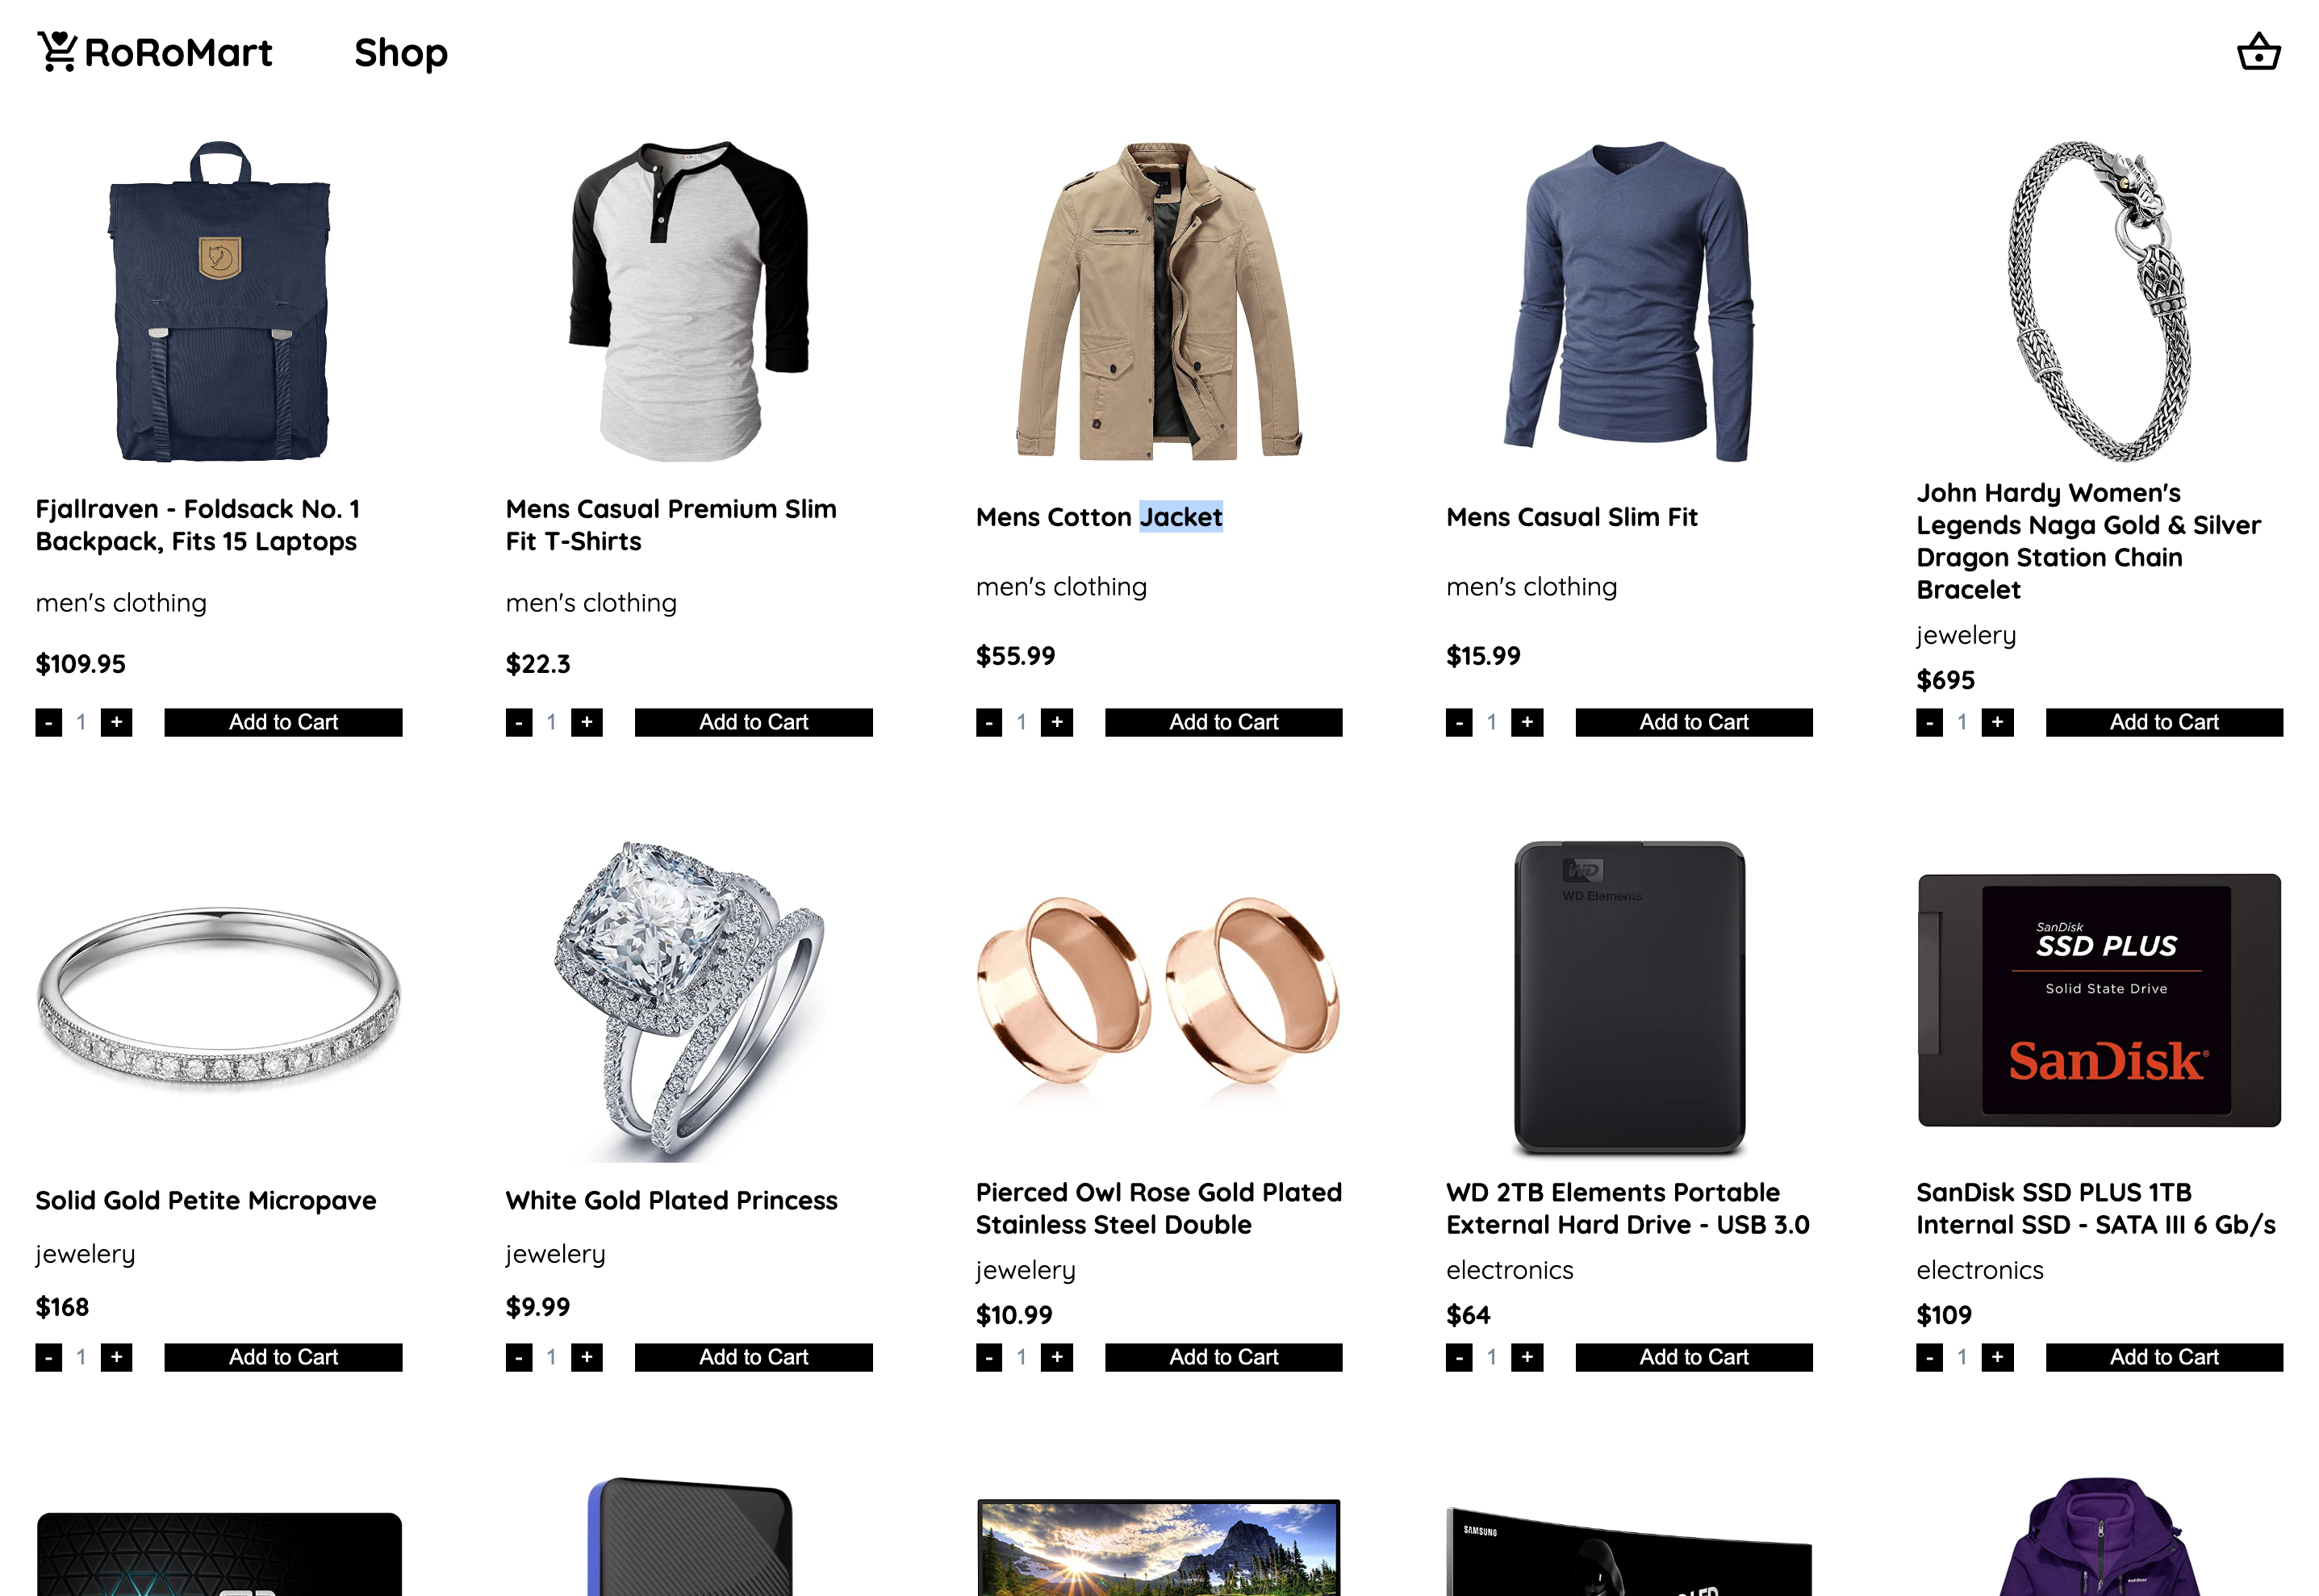 RoRoMart
Shop
Fjallraven - Foldsack No. 1
Backpack, Fits 15 Laptops
men's clothing
$109.95
- 1 + Add to Cart
Mens Casual Premium Slim
Fit T-Shirts
men's clothing
$22.3
- 1 + Add to Cart
Mens Cotton Jacket
men's clothing
$55.99
- 1 + Add to Cart
Mens Casual Slim Fit
men's clothing
$15.99
- 1 + Add to Cart
John Hardy Women's
Legends Naga Gold & Silver
Dragon Station Chain
Bracelet
jewelery
$695
- 1 + Add to Cart
Solid Gold Petite Micropave
jewelery
$168
- 1 + Add to Cart
White Gold Plated Princess
jewelery
$9.99
- 1 + Add to Cart
Pierced Owl Rose Gold Plated
Stainless Steel Double
jewelery
$10.99
- 1 + Add to Cart
WD
WD Elements
WD 2TB Elements Portable
External Hard Drive - USB 3.0
electronics
$64
- 1 + Add to Cart
SanDisk
SSD PLUS
Solid State Drive
SanDisk®
SanDisk SSD PLUS 1TB
Internal SSD - SATA III 6 Gb/s
electronics
$109
- 1 + Add to Cart
SAMSUNG